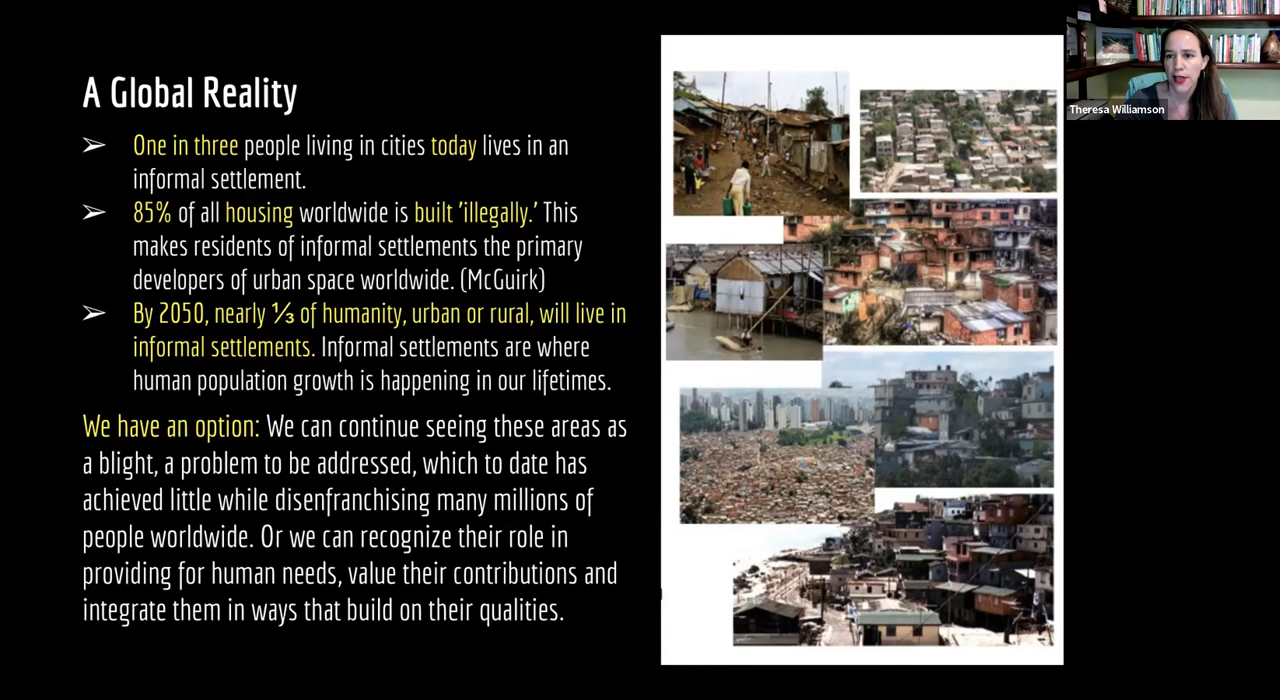 A Global Reality
➢ One in three people living in cities today lives in an
informal settlement.
➢ 85% of all housing worldwide is built 'illegally.' This
makes residents of informal settlements the primary
developers of urban space worldwide. (McGuirk)
➢ By 2050, nearly ⅓ of humanity, urban or rural, will live in
informal settlements. Informal settlements are where
human population growth is happening in our lifetimes.
We have an option: We can continue seeing these areas as
a blight, a problem to be addressed, which to date has
achieved little while disenfranchising many millions of
people worldwide. Or we can recognize their role in
providing for human needs, value their contributions and
integrate them in ways that build on their qualities.
Theresa Williamson